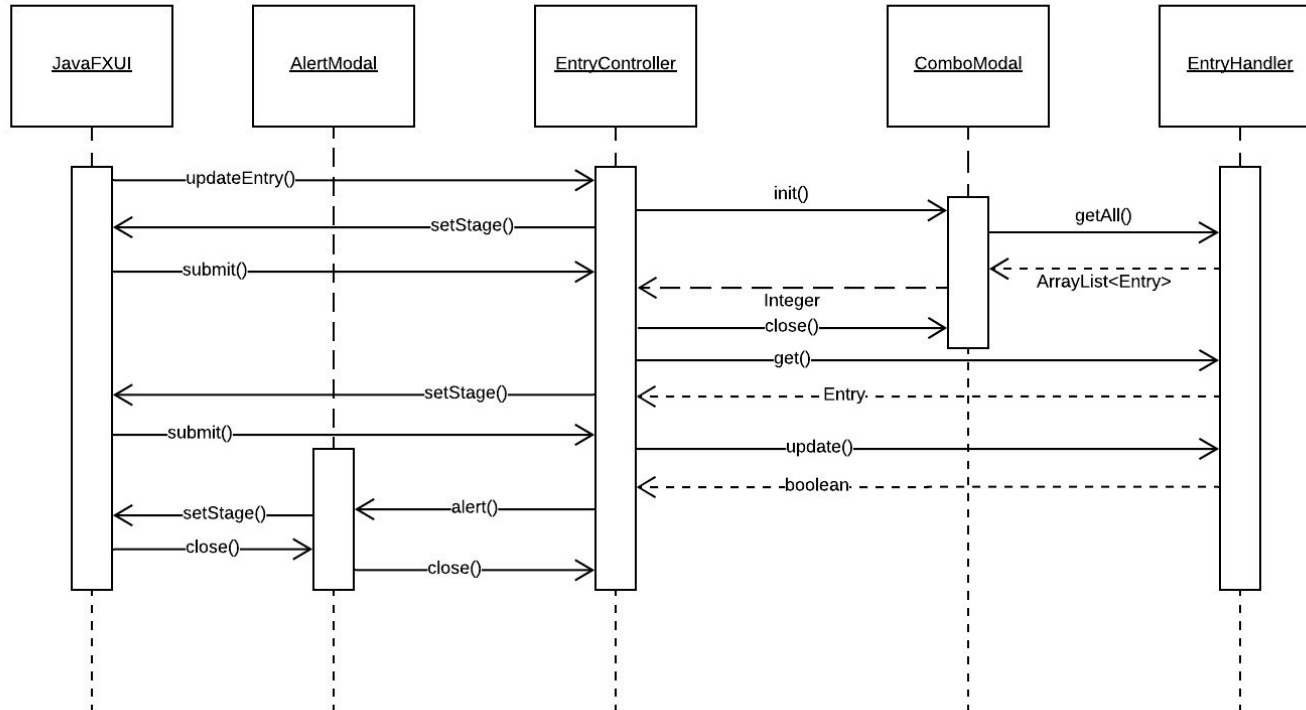 JavaFXUI
AlertModal
EntryController
ComboModal
EntryHandler
updateEntry()
init()
getAll()
setStage()
submit()
ArrayList<Entry>
Integer
close()
get()
setStage()
Entry
submit()
update()
boolean
alert()
setStage()
close()
close()